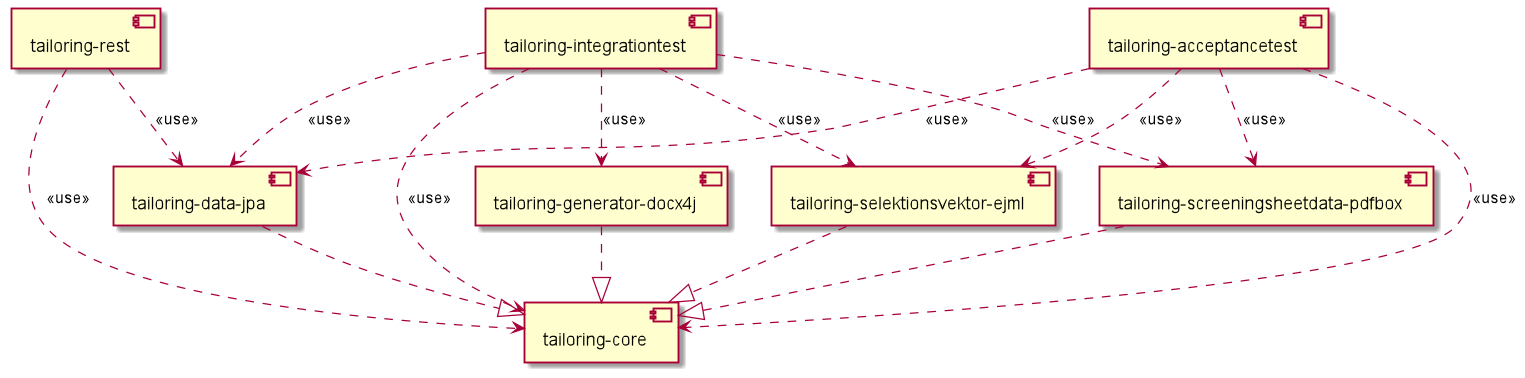 tailoring-rest
tailoring-integrationtest
tailoring-acceptancetest
«use»
«use»
«use»
«use»
«use»
«use»
«use»
«use»
tailoring-data-jpa
tailoring-generator-docx4j
tailoring-selektionsvektor-ejml
tailoring-screeningsheetdata-pdfbox
«use»
«use»
«use»
tailoring-core